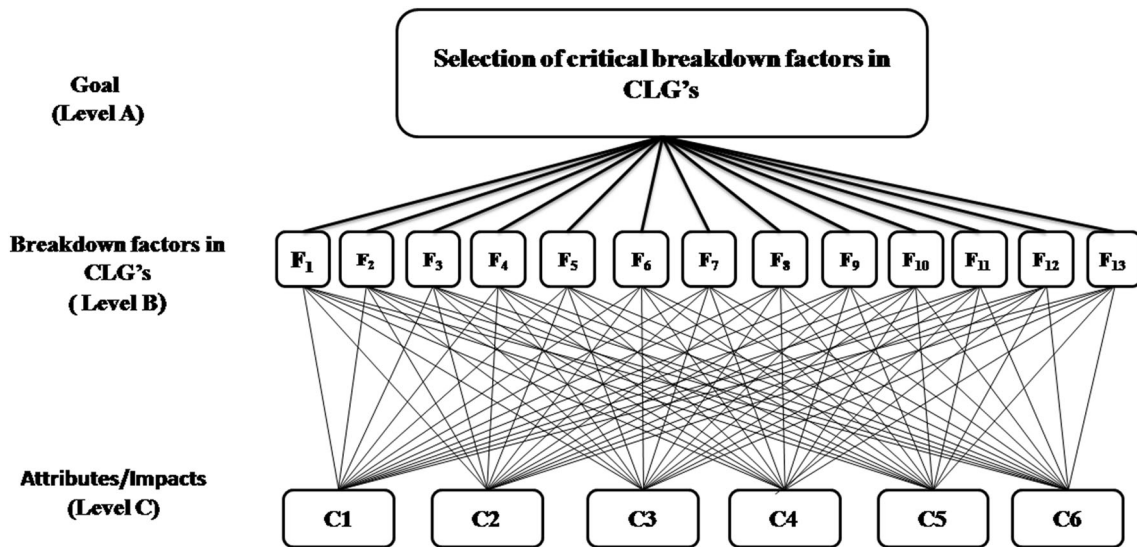 Selection of critical breakdown factors in
CLG's
Goal
(Level A)
Breakdown factors in
CLG's
( Level B)
F₁ F₂ F₃ F₄ F₅ F₆ F₇ F₈ F₉ F₁₀ F₁₁ F₁₂ F₁₃
Attributes/Impacts
(Level C)
C1 C2 C3 C4 C5 C6